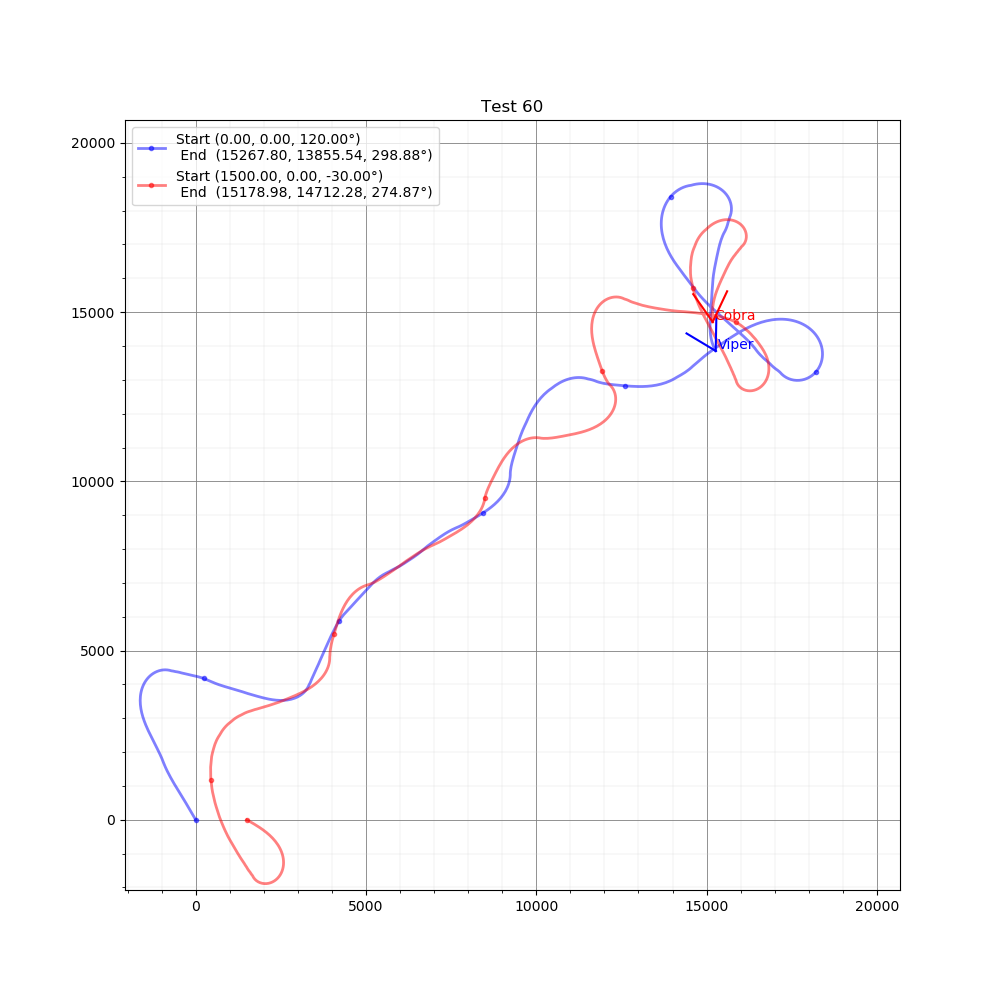 Test 60
Start (0.00, 0.00, 120.00°)
End (15267.80, 13855.54, 298.88°)
Start (1500.00, 0.00, -30.00°)
End (15178.98, 14712.28, 274.87°)
20000
15000
10000
5000
0
Cobra
Viper
0 5000 10000 15000 20000